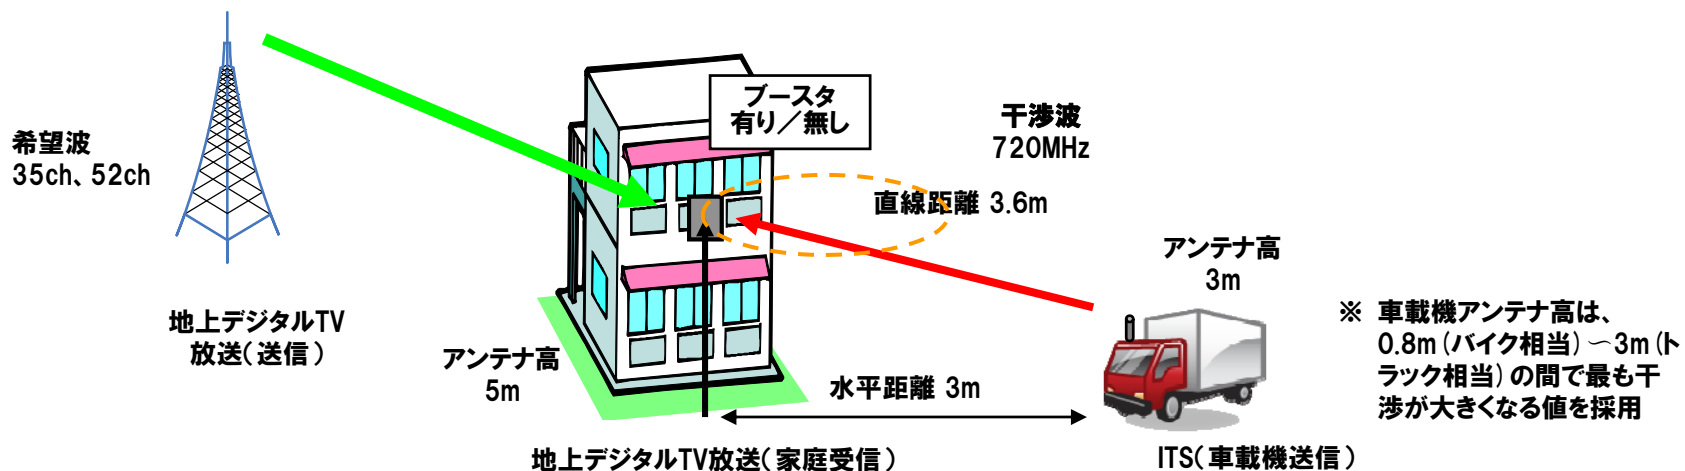 ブースタ
有り／無し
干渉波
720MHz
希望波
35ch、52ch
直線距離 3.6m
アンテナ高
3m
地上デジタルTV
放送(送信)
アンテナ高
5m
水平距離 3m
※ 車載機アンテナ高は、
0.8m(バイク相当)～3m(ト
ラック相当)の間で最も干
渉が大きくなる値を採用
地上デジタルTV放送(家庭受信)
ITS(車載機送信)